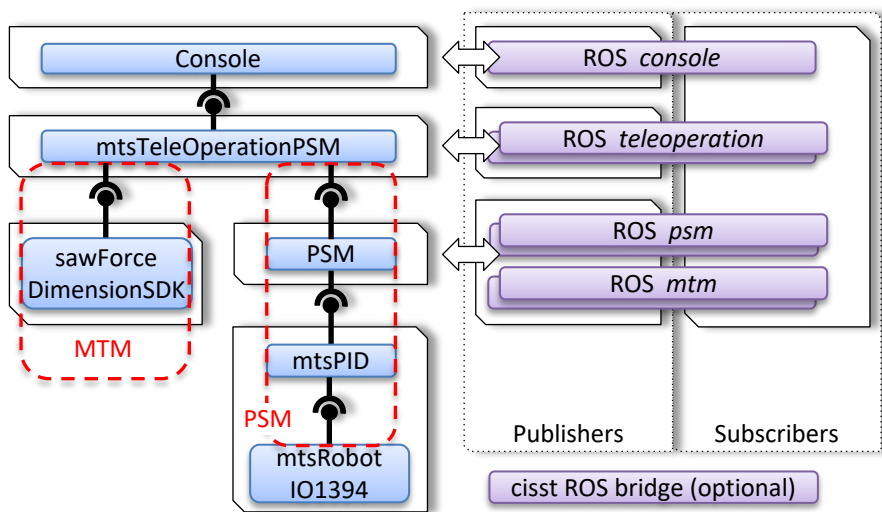 Console
ROS console
mtsTeleOperationPSM
ROS teleoperation
sawForce
DimensionSDK
PSM
ROS psm
ROS mtm
MTM
mtsPID
PSM
mtsRobot
IO1394
Publishers
Subscribers
cisst ROS bridge (optional)